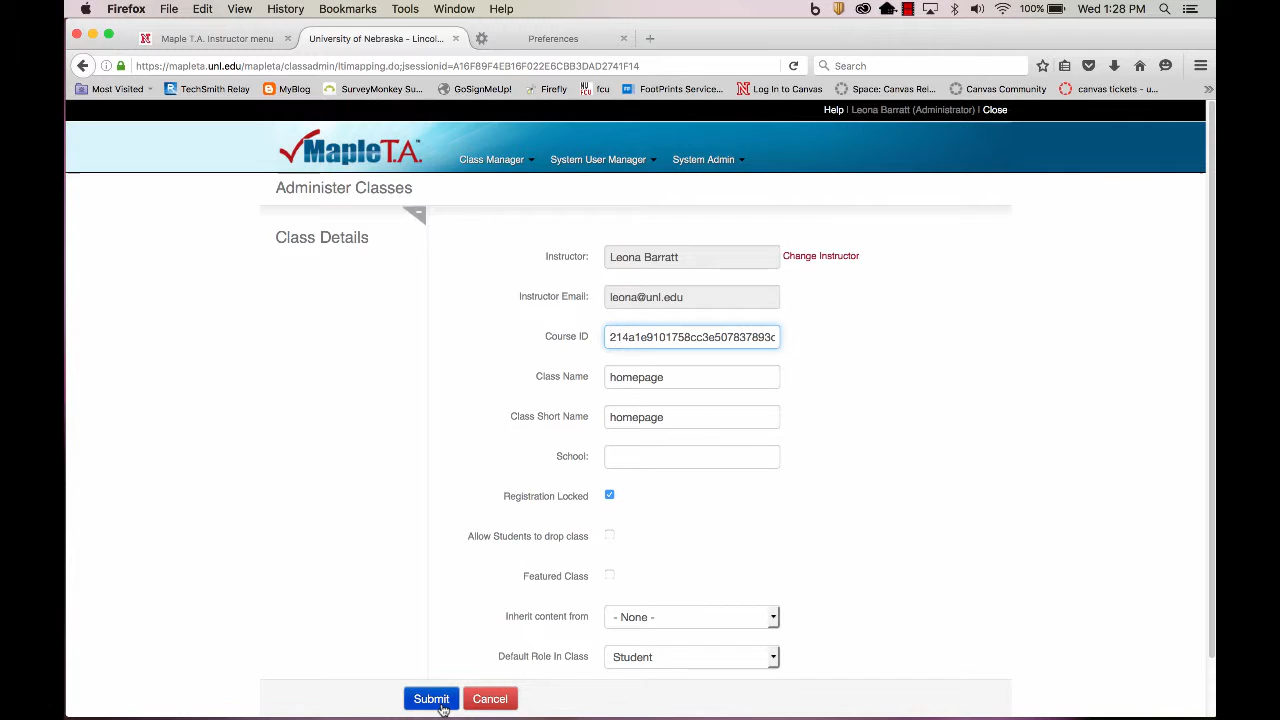 Firefox File Edit View History Bookmarks Tools Window Help 100% Wed 1:28 PM
Maple T.A. Instructor menu × University of Nebraska - Lincol... × Preferences × +
https://mapleta.unl.edu/mapleta/classadmin/ltimapping.do;jsessionid=A16F89F4EB16F022E6CBB3DAD2741F14 Search
Most Visited TechSmith Relay MyBlog SurveyMonkey Su... GoSignMeUp! Firefly fcu FootPrints Service... Log In to Canvas Space: Canvas Rel... Canvas Community canvas tickets - u... »
Help | Leona Barratt (Administrator) | Close
MapleT.A. Class Manager System User Manager System Admin
Administer Classes
Class Details
Instructor: Leona Barratt Change Instructor
Instructor Email: leona@unl.edu
Course ID 214a1e9101758cc3e507837893c
Class Name homepage
Class Short Name homepage
School:
Registration Locked
Allow Students to drop class
Featured Class
Inherit content from - None -
Default Role In Class Student
Submit Cancel